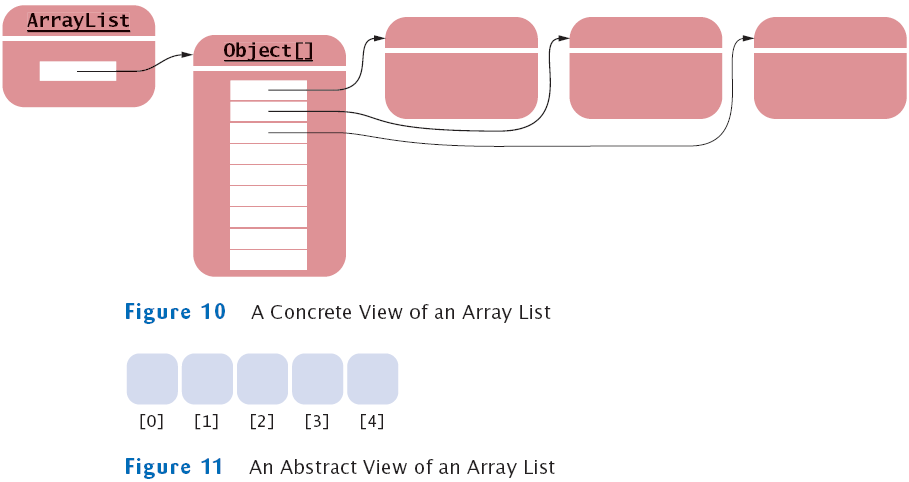 ArrayList
Object[]
Figure 10 A Concrete View of an Array List
[0] [1] [2] [3] [4]
Figure 11 An Abstract View of an Array List